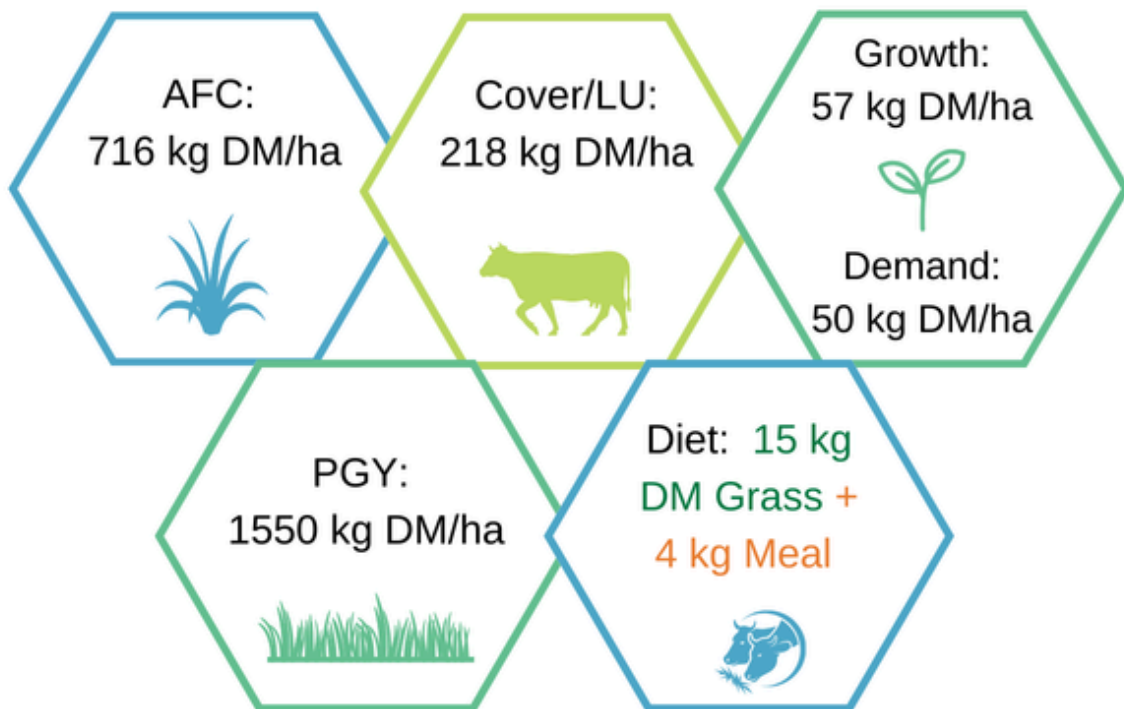 AFC:
716 kg DM/ha
Cover/LU:
218 kg DM/ha
Growth:
57 kg DM/ha
Demand:
50 kg DM/ha
PGY:
1550 kg DM/ha
Diet: 15 kg
DM Grass +
4 kg Meal